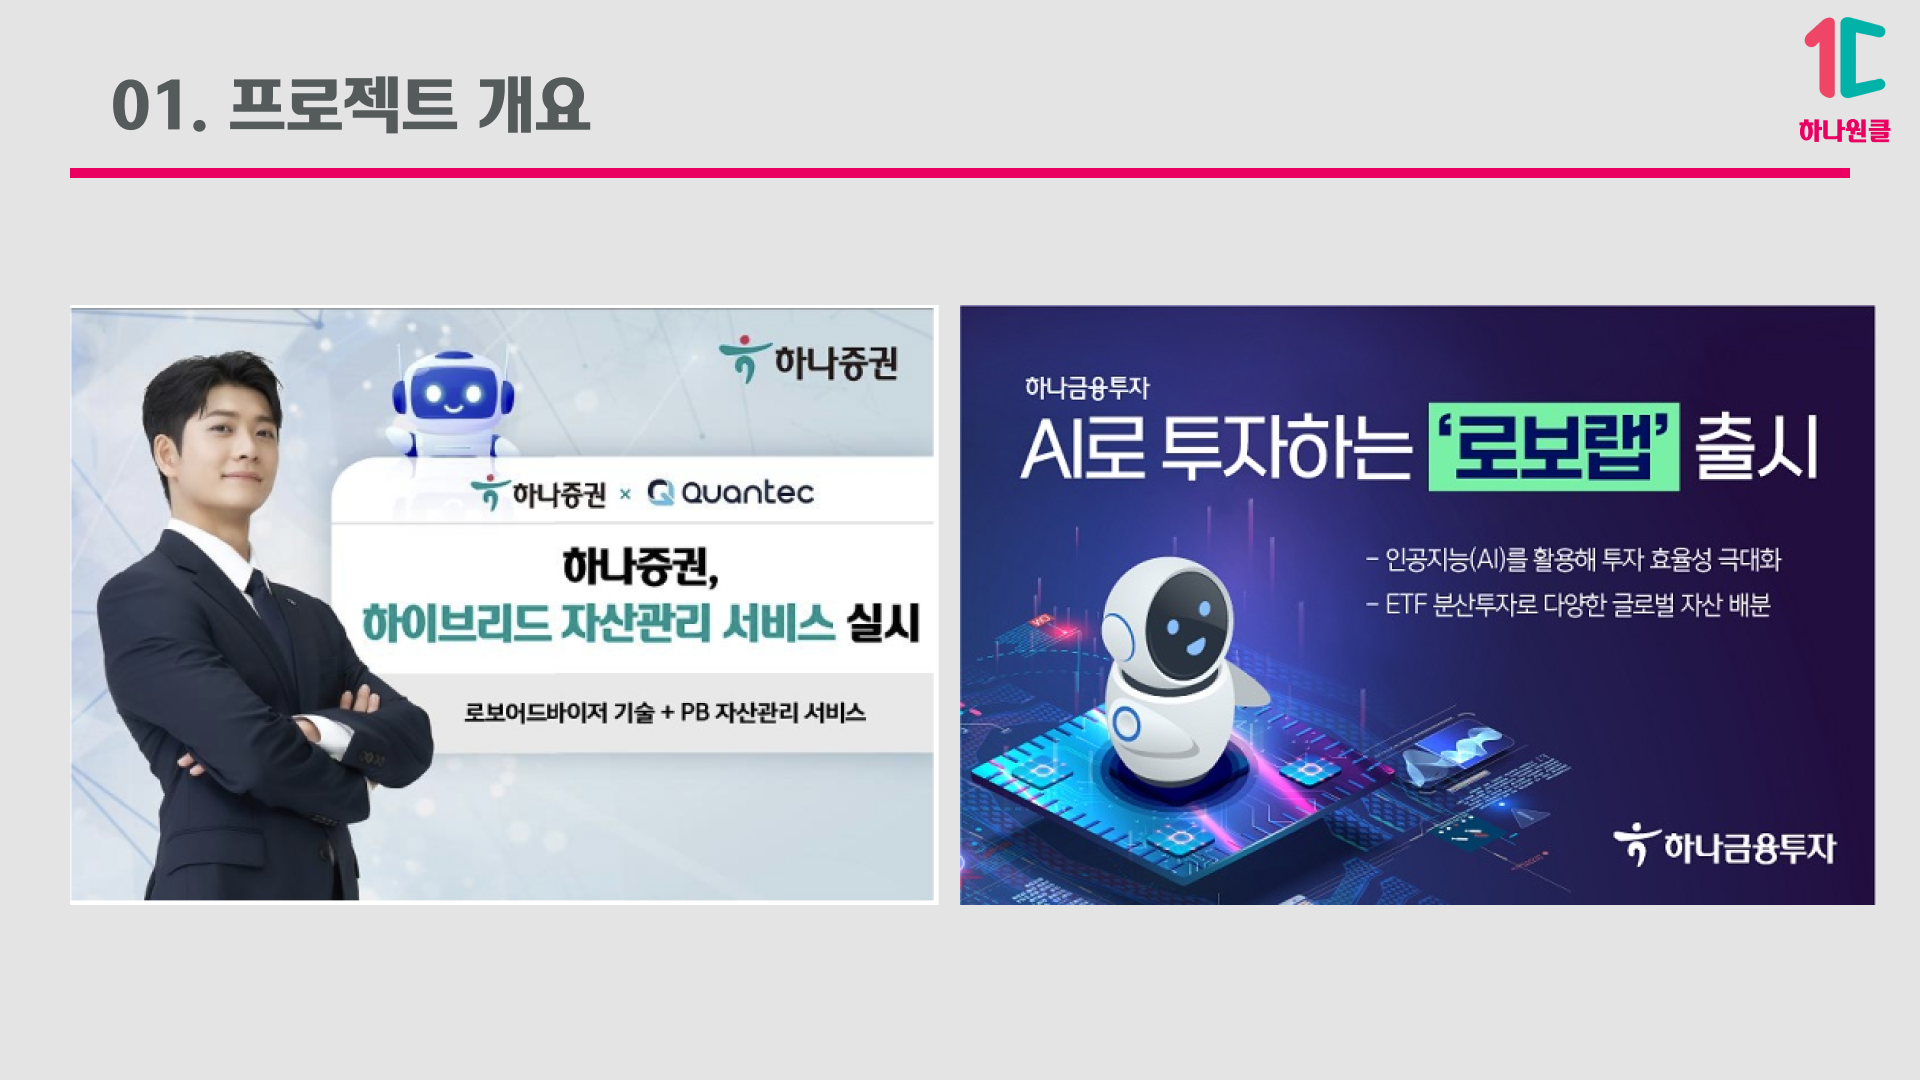 01. 프로젝트 개요
하나원클
하나증권
하나증권 × Quantec
하나증권,
하이브리드 자산관리 서비스 실시
로보어드바이저 기술 + PB 자산관리 서비스
하나금융투자
AI로 투자하는 ‘로보랩’ 출시
- 인공지능(AI)를 활용해 투자 효율성 극대화
- ETF 분산투자로 다양한 글로벌 자산 배분
하나금융투자